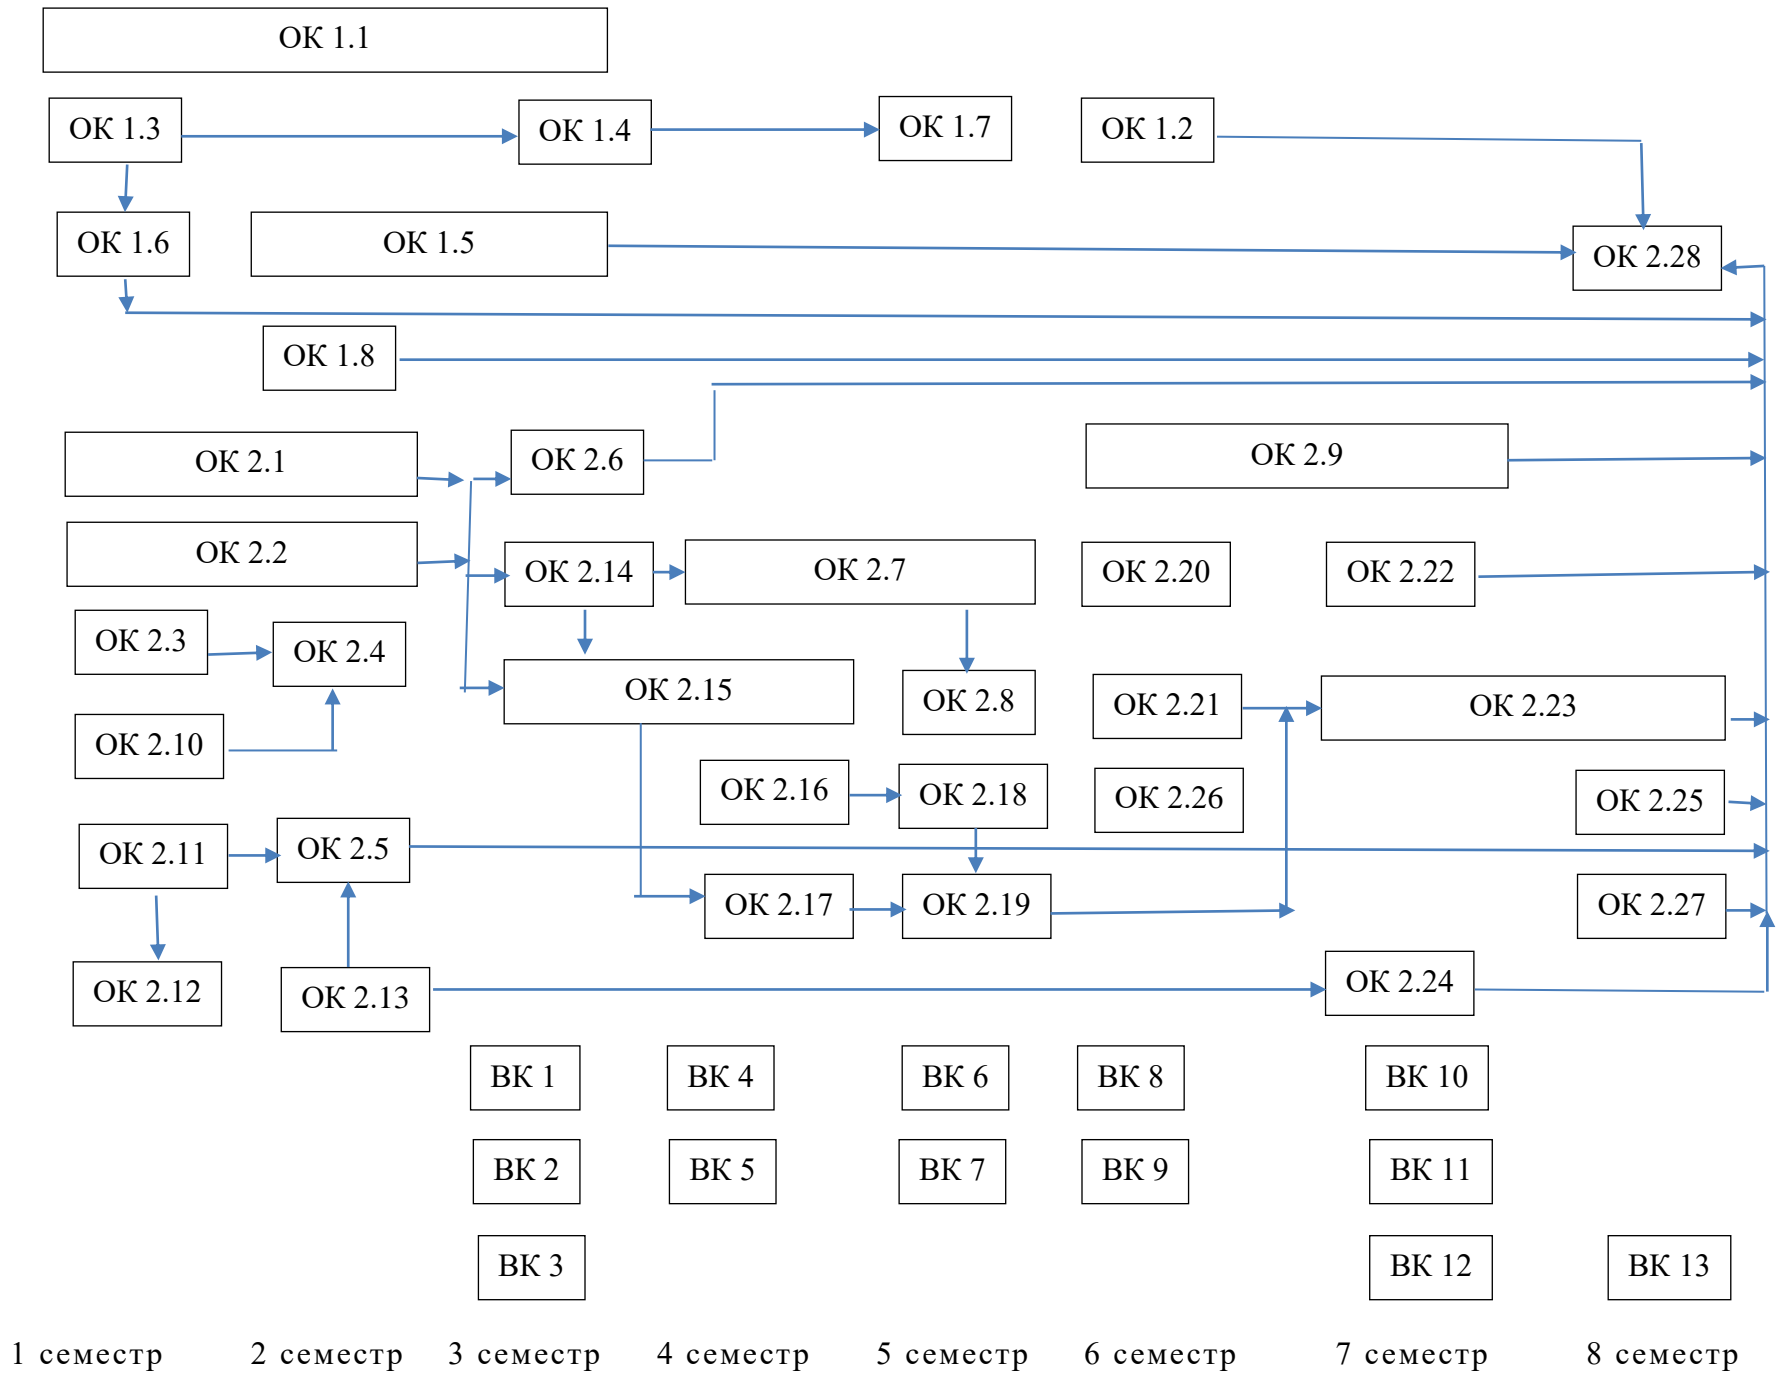 ОК 1.1
ОК 1.3 ОК 1.4 ОК 1.7 ОК 1.2
ОК 1.6 ОК 1.5 ОК 2.28
ОК 1.8
ОК 2.1 ОК 2.6 ОК 2.9
ОК 2.2 ОК 2.14 ОК 2.7 ОК 2.20 ОК 2.22
ОК 2.3 ОК 2.4
ОК 2.15 ОК 2.8 ОК 2.21 ОК 2.23
ОК 2.10
ОК 2.16 ОК 2.18 ОК 2.26 ОК 2.25
ОК 2.11 ОК 2.5
ОК 2.17 ОК 2.19 ОК 2.27
ОК 2.12 ОК 2.13 ОК 2.24
ВК 1 ВК 4 ВК 6 ВК 8 ВК 10
ВК 2 ВК 5 ВК 7 ВК 9 ВК 11
ВК 3 ВК 12 ВК 13
1 семестр 2 семестр 3 семестр 4 семестр 5 семестр 6 семестр 7 семестр 8 семестр